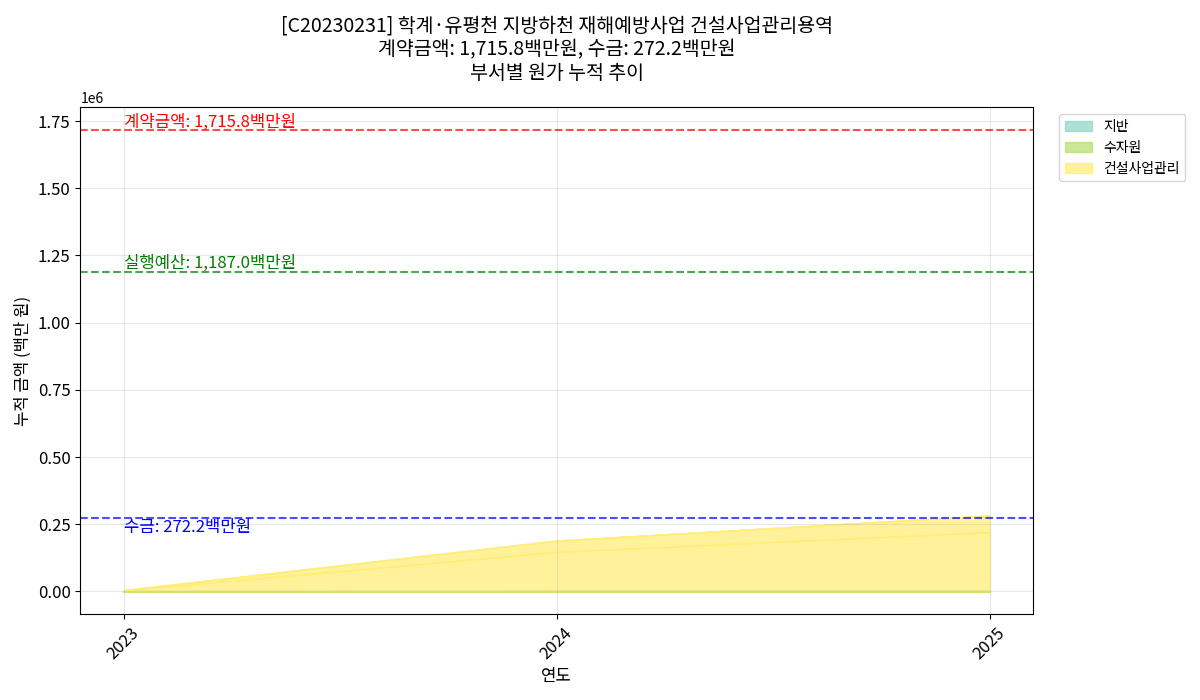 [C20230231] 학계·유평천 지방하천 재해예방사업 건설사업관리용역
계약금액: 1,715.8백만원, 수금: 272.2백만원
부서별 원가 누적 추이
1e6
1.75
1.50
1.25
1.00
0.75
0.50
0.25
0.00
누적 금액 (백만 원)
계약금액: 1,715.8백만원
실행예산: 1,187.0백만원
수금: 272.2백만원
2023
2024
2025
연도
지반
수자원
건설사업관리